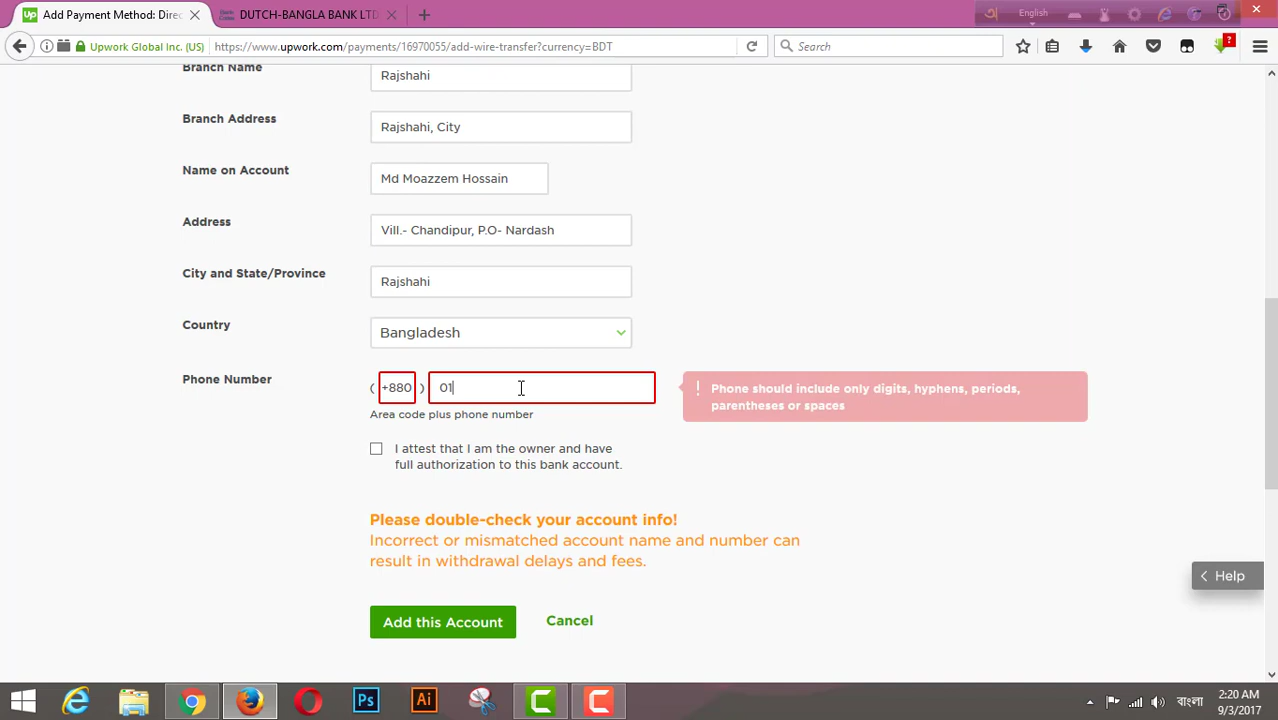 Add Payment Method: Direc
DUTCH-BANGLA BANK LTD
English
Upwork Global Inc. (US)
https://www.upwork.com/payments/16970055/add-wire-transfer?currency=BDT
Search
?
Branch Name
Rajshahi
Branch Address
Rajshahi, City
Name on Account
Md Moazzem Hossain
Address
Vill.- Chandipur, P.O- Nardash
City and State/Province
Rajshahi
Country
Bangladesh
Phone Number
( +880 ) 01
! Phone should include only digits, hyphens, periods,
parentheses or spaces
Area code plus phone number
I attest that I am the owner and have
full authorization to this bank account.
Please double-check your account info!
Incorrect or mismatched account name and number can
result in withdrawal delays and fees.
Help
Add this Account
Cancel
Ps
Ai
বাংলা
2:20 AM
9/3/2017